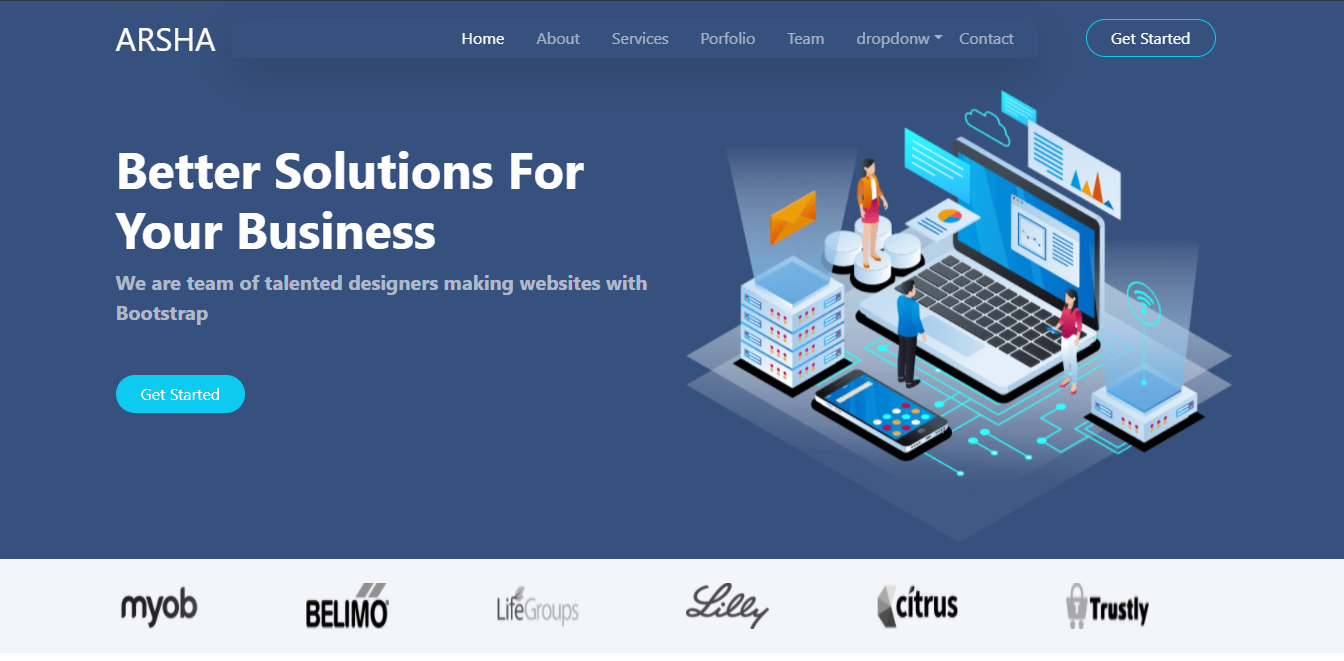 ARSHA
Home About Services Porfolio Team dropdonw Contact
Get Started
Better Solutions For
Your Business
We are team of talented designers making websites with
Bootstrap
Get Started
myob
BELIMO
LifeGroups
Lilly
citrus
T Trustly